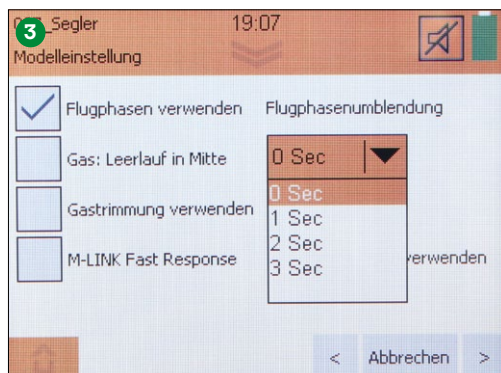 3
_Segler 19:07
Modelleinstellung
Flugphasen verwenden Flugphasenumblendung
Gas: Leerlauf in Mitte 0 Sec
0 Sec
Gastrimmung verwenden 1 Sec
2 Sec
M-LINK Fast Response 3 Sec verwenden
< Abbrechen >